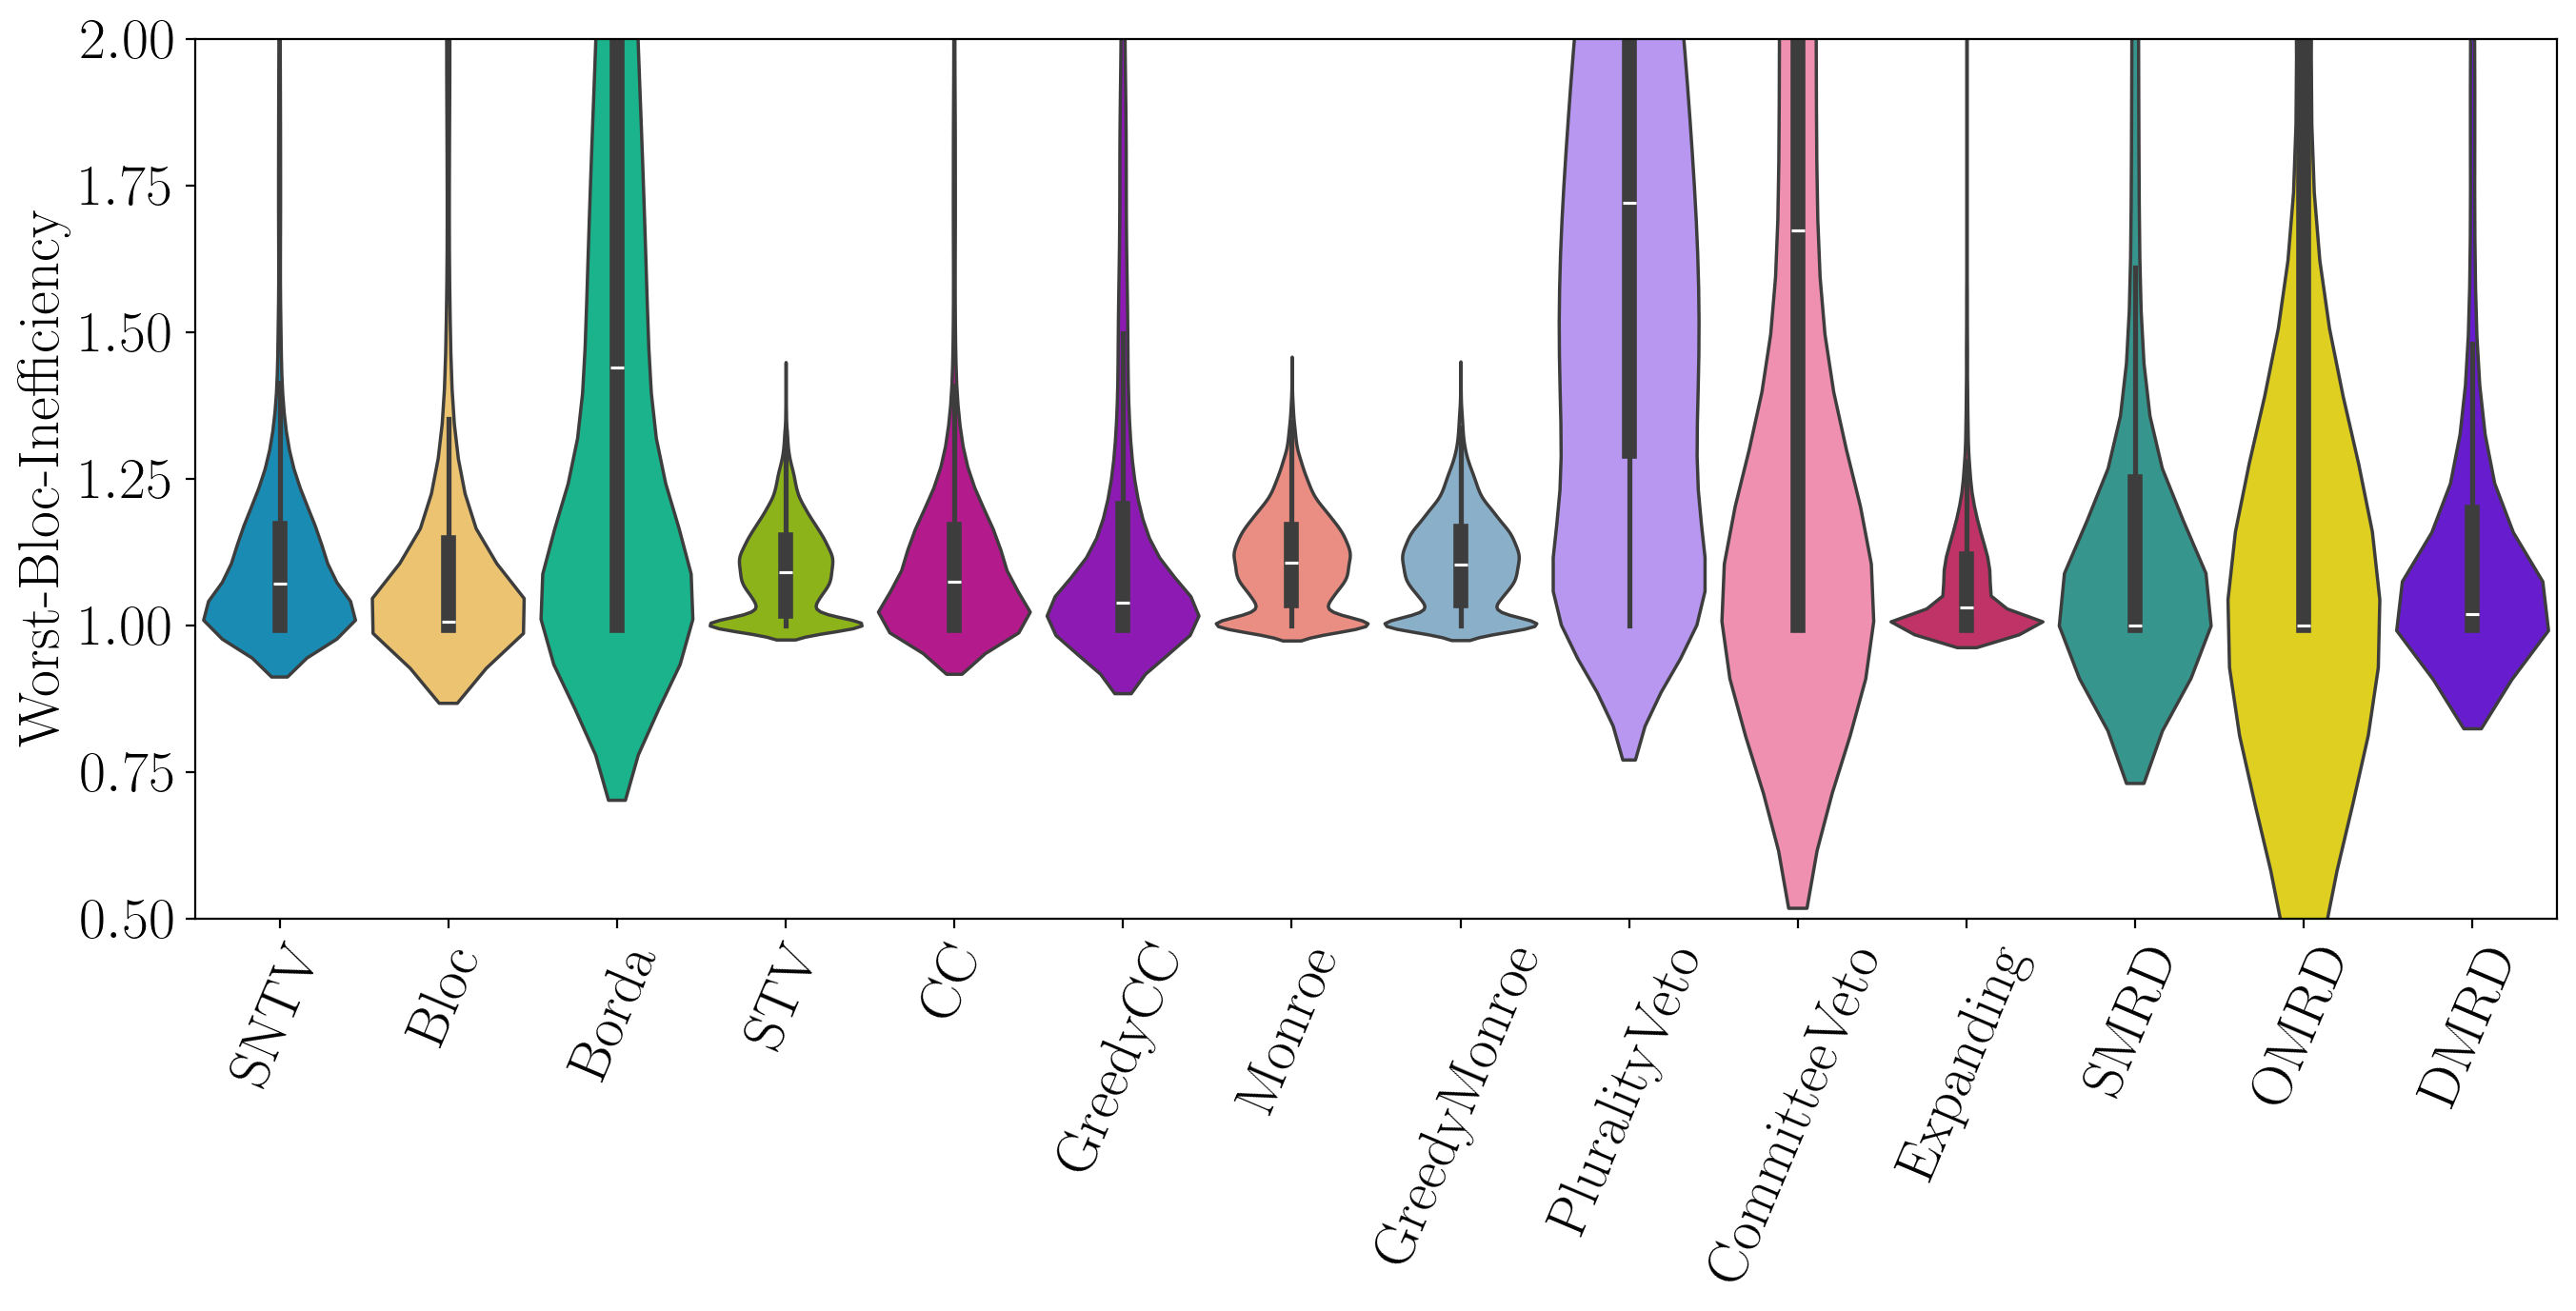 Worst-Bloc-Inefficiency
2.00
1.75
1.50
1.25
1.00
0.75
0.50
SNTV
Bloc
Borda
STV
CC
GreedyCC
Monroe
GreedyMonroe
PluralityVeto
CommitteeVeto
Expanding
SMRD
OMRD
DMRD